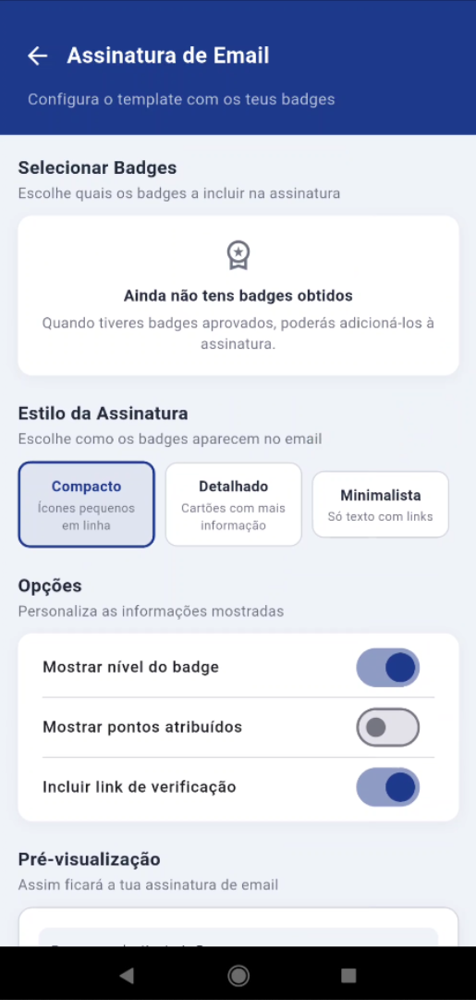 Assinatura de Email
Configura o template com os teus badges
Selecionar Badges
Escolhe quais os badges a incluir na assinatura
Ainda não tens badges obtidos
Quando tiveres badges aprovados, poderás adicioná-los à
assinatura.
Estilo da Assinatura
Escolhe como os badges aparecem no email
Compacto
Ícones pequenos
em linha
Detalhado
Cartões com mais
informação
Minimalista
Só texto com links
Opções
Personaliza as informações mostradas
Mostrar nível do badge
Mostrar pontos atribuídos
Incluir link de verificação
Pré-visualização
Assim ficará a tua assinatura de email